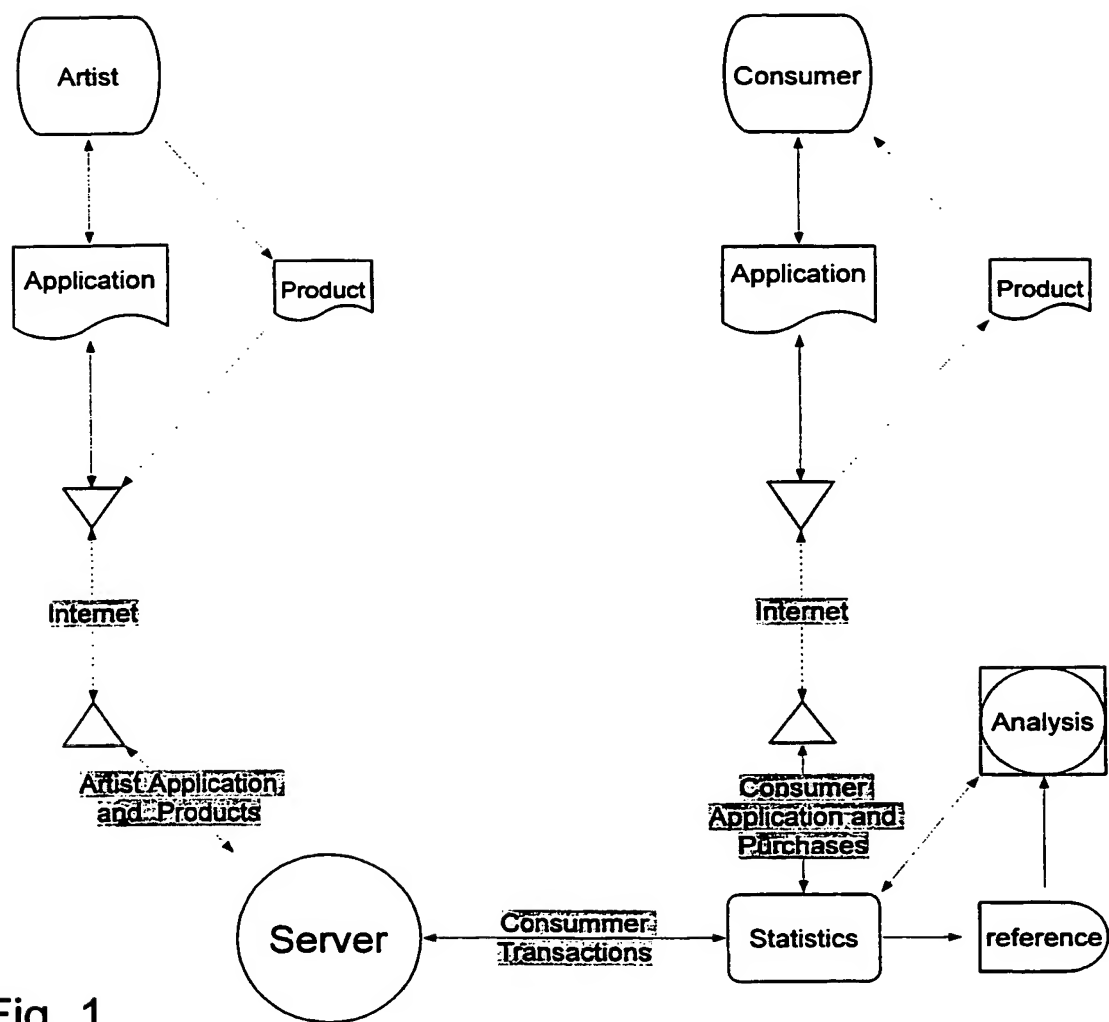 Artist
Consumer
Application
Product
Application
Product
Internet
Internet
Analysis
Artist Application
and Products
Consumer
Application and
Purchases
Server
Consummer
Transactions
Statistics
reference
Fig. 1